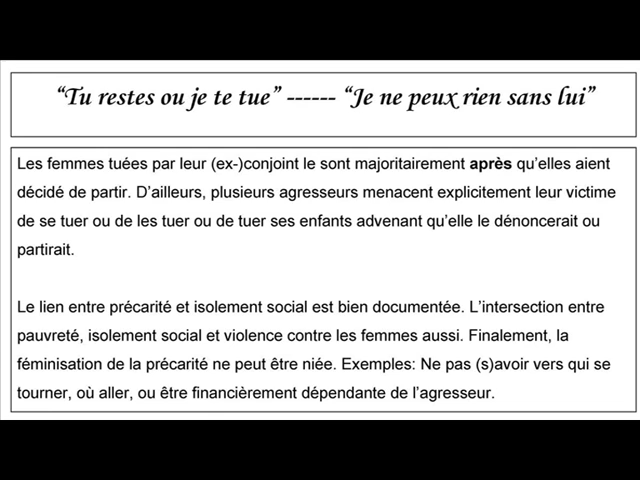 “Tu restes ou je te tue” ------ “Je ne peux rien sans lui”
Les femmes tuées par leur (ex-)conjoint le sont majoritairement après qu’elles aient
décidé de partir. D’ailleurs, plusieurs agresseurs menacent explicitement leur victime
de se tuer ou de les tuer ou de tuer ses enfants advenant qu’elle le dénoncerait ou
partirait.
Le lien entre précarité et isolement social est bien documentée. L’intersection entre
pauvreté, isolement social et violence contre les femmes aussi. Finalement, la
féminisation de la précarité ne peut être niée. Exemples: Ne pas (s)avoir vers qui se
tourner, où aller, ou être financièrement dépendante de l’agresseur.